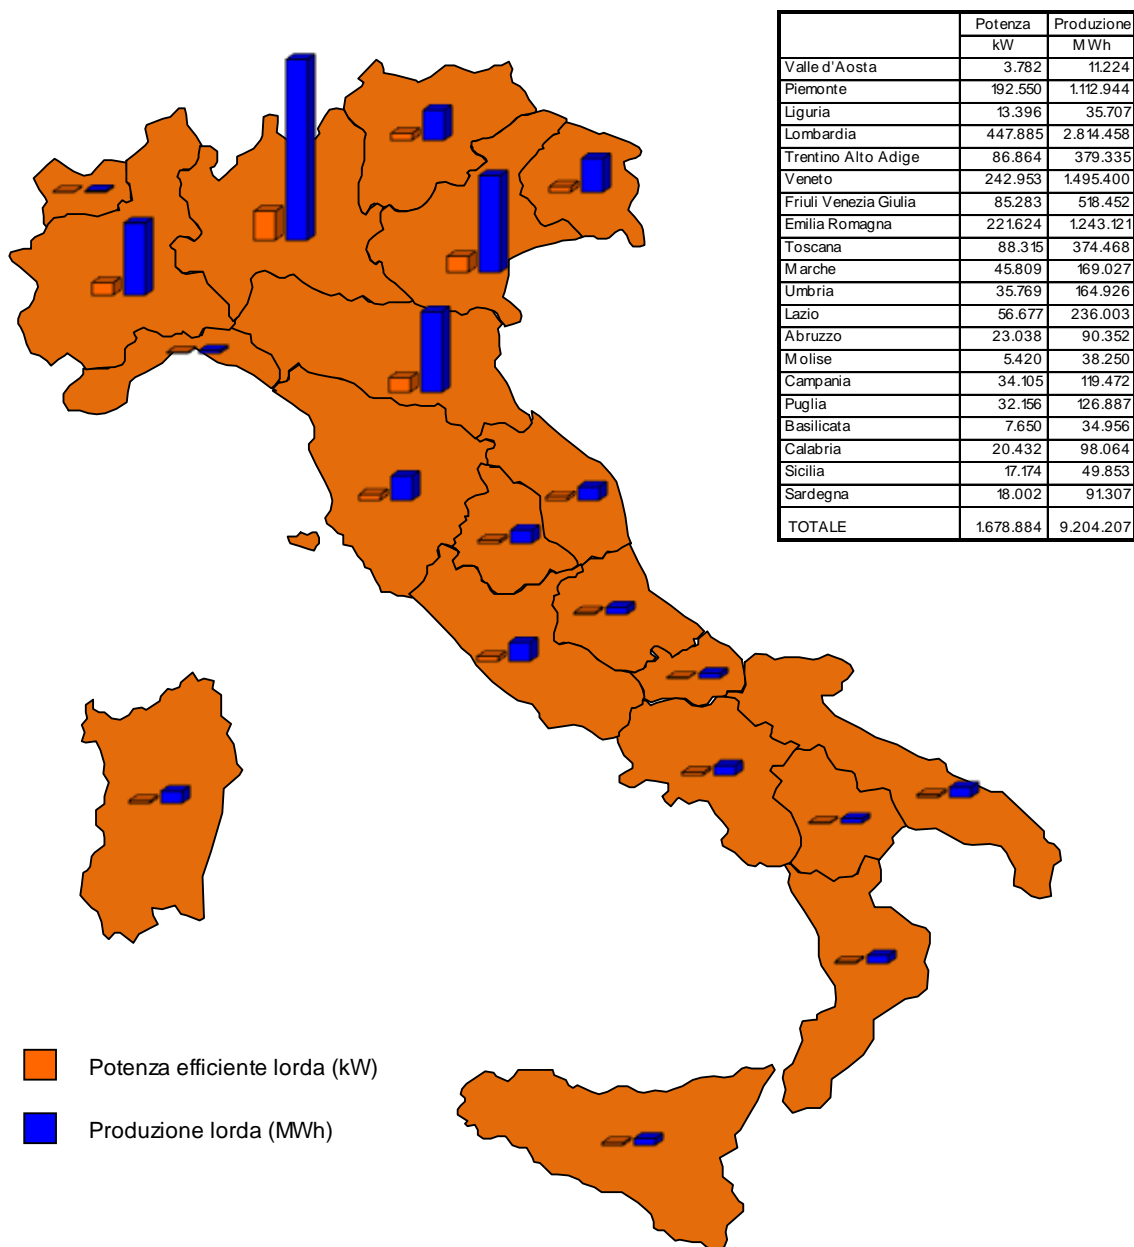 Potenza Produzione
kW MWh
Valle d'Aosta 3.782 11.224
Piemonte 192.550 1.112.944
Liguria 13.396 35.707
Lombardia 447.885 2.814.458
Trentino Alto Adige 86.864 379.335
Veneto 242.953 1.495.400
Friuli Venezia Giulia 85.283 518.452
Emilia Romagna 221.624 1.243.121
Toscana 88.315 374.468
Marche 45.809 169.027
Umbria 35.769 164.926
Lazio 56.677 236.003
Abruzzo 23.038 90.352
Molise 5.420 38.250
Campania 34.105 119.472
Puglia 32.156 126.887
Basilicata 7.650 34.956
Calabria 20.432 98.064
Sicilia 17.174 49.853
Sardegna 18.002 91.307
TOTALE 1.678.884 9.204.207
Potenza efficiente lorda (kW)
Produzione lorda (MWh)